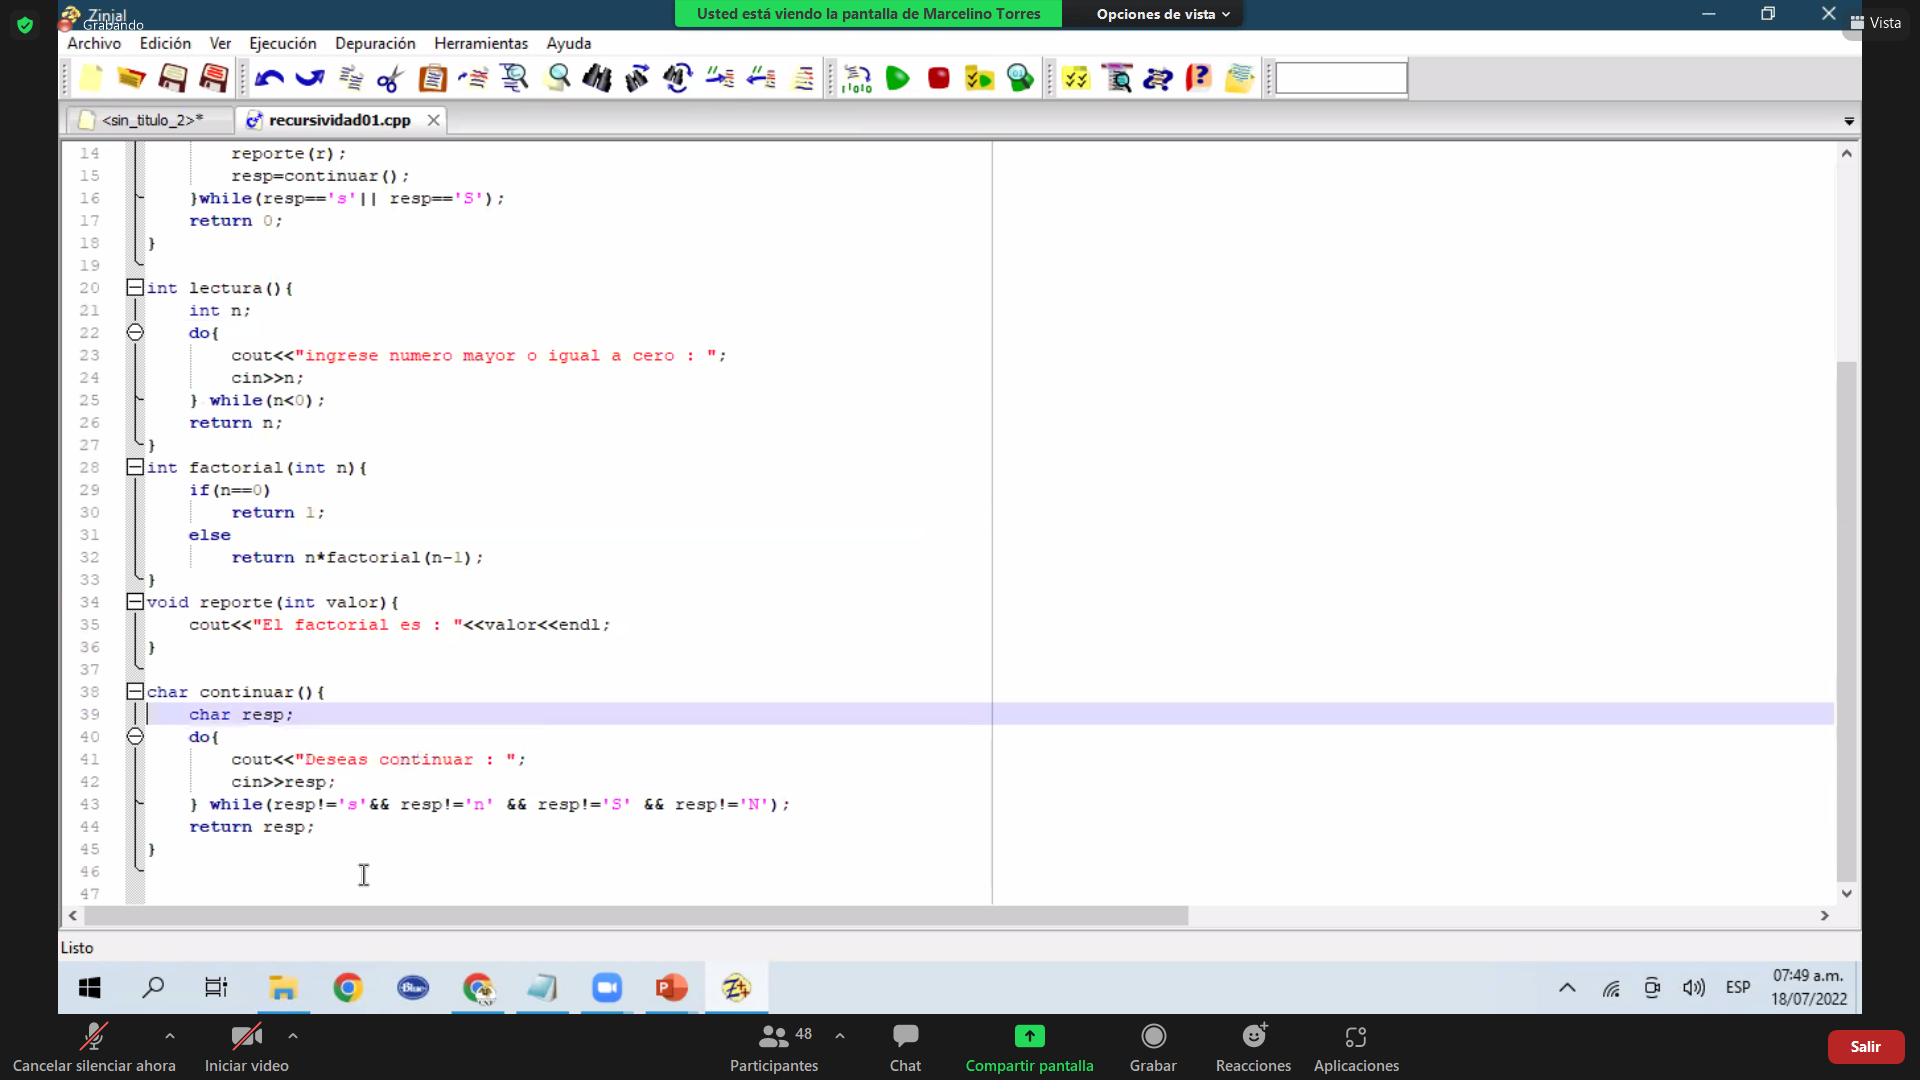 Zinjal
Grabando
Usted está viendo la pantalla de Marcelino Torres
Opciones de vista
Vista
Archivo Edición Ver Ejecución Depuración Herramientas Ayuda
<sin_titulo_2>*
recursividad01.cpp
14 reporte(r);
15 resp=continuar();
16 }while(resp=='s'|| resp=='S');
17 return 0;
18 }
19
20 int lectura(){
21 int n;
22 do{
23 cout<<"ingrese numero mayor o igual a cero : ";
24 cin>>n;
25 } while(n<0);
26 return n;
27 }
28 int factorial(int n){
29 if(n==0)
30 return 1;
31 else
32 return n*factorial(n-1);
33 }
34 void reporte(int valor){
35 cout<<"El factorial es : "<<valor<<endl;
36 }
37
38 char continuar(){
39 char resp;
40 do{
41 cout<<"Deseas continuar : ";
42 cin>>resp;
43 } while(resp!='s'&& resp!='n' && resp!='S' && resp!='N');
44 return resp;
45 }
46
47
Listo
ESP
07:49 a.m.
18/07/2022
Cancelar silenciar ahora
Iniciar video
48
Participantes
Chat
Compartir pantalla
Grabar
Reacciones
Aplicaciones
Salir